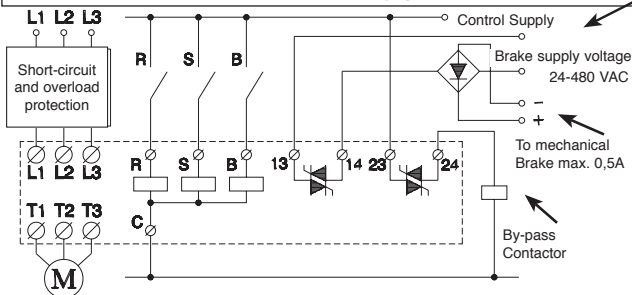 L1 L2 L3
Control Supply
Short-circuit
and overload
protection
R S B
Brake supply voltage
24-480 VAC
−
+
To mechanical
Brake max. 0,5A
L1 L2 L3
R S B 13 14 23 24
T1 T2 T3
C
By-pass
Contactor
M